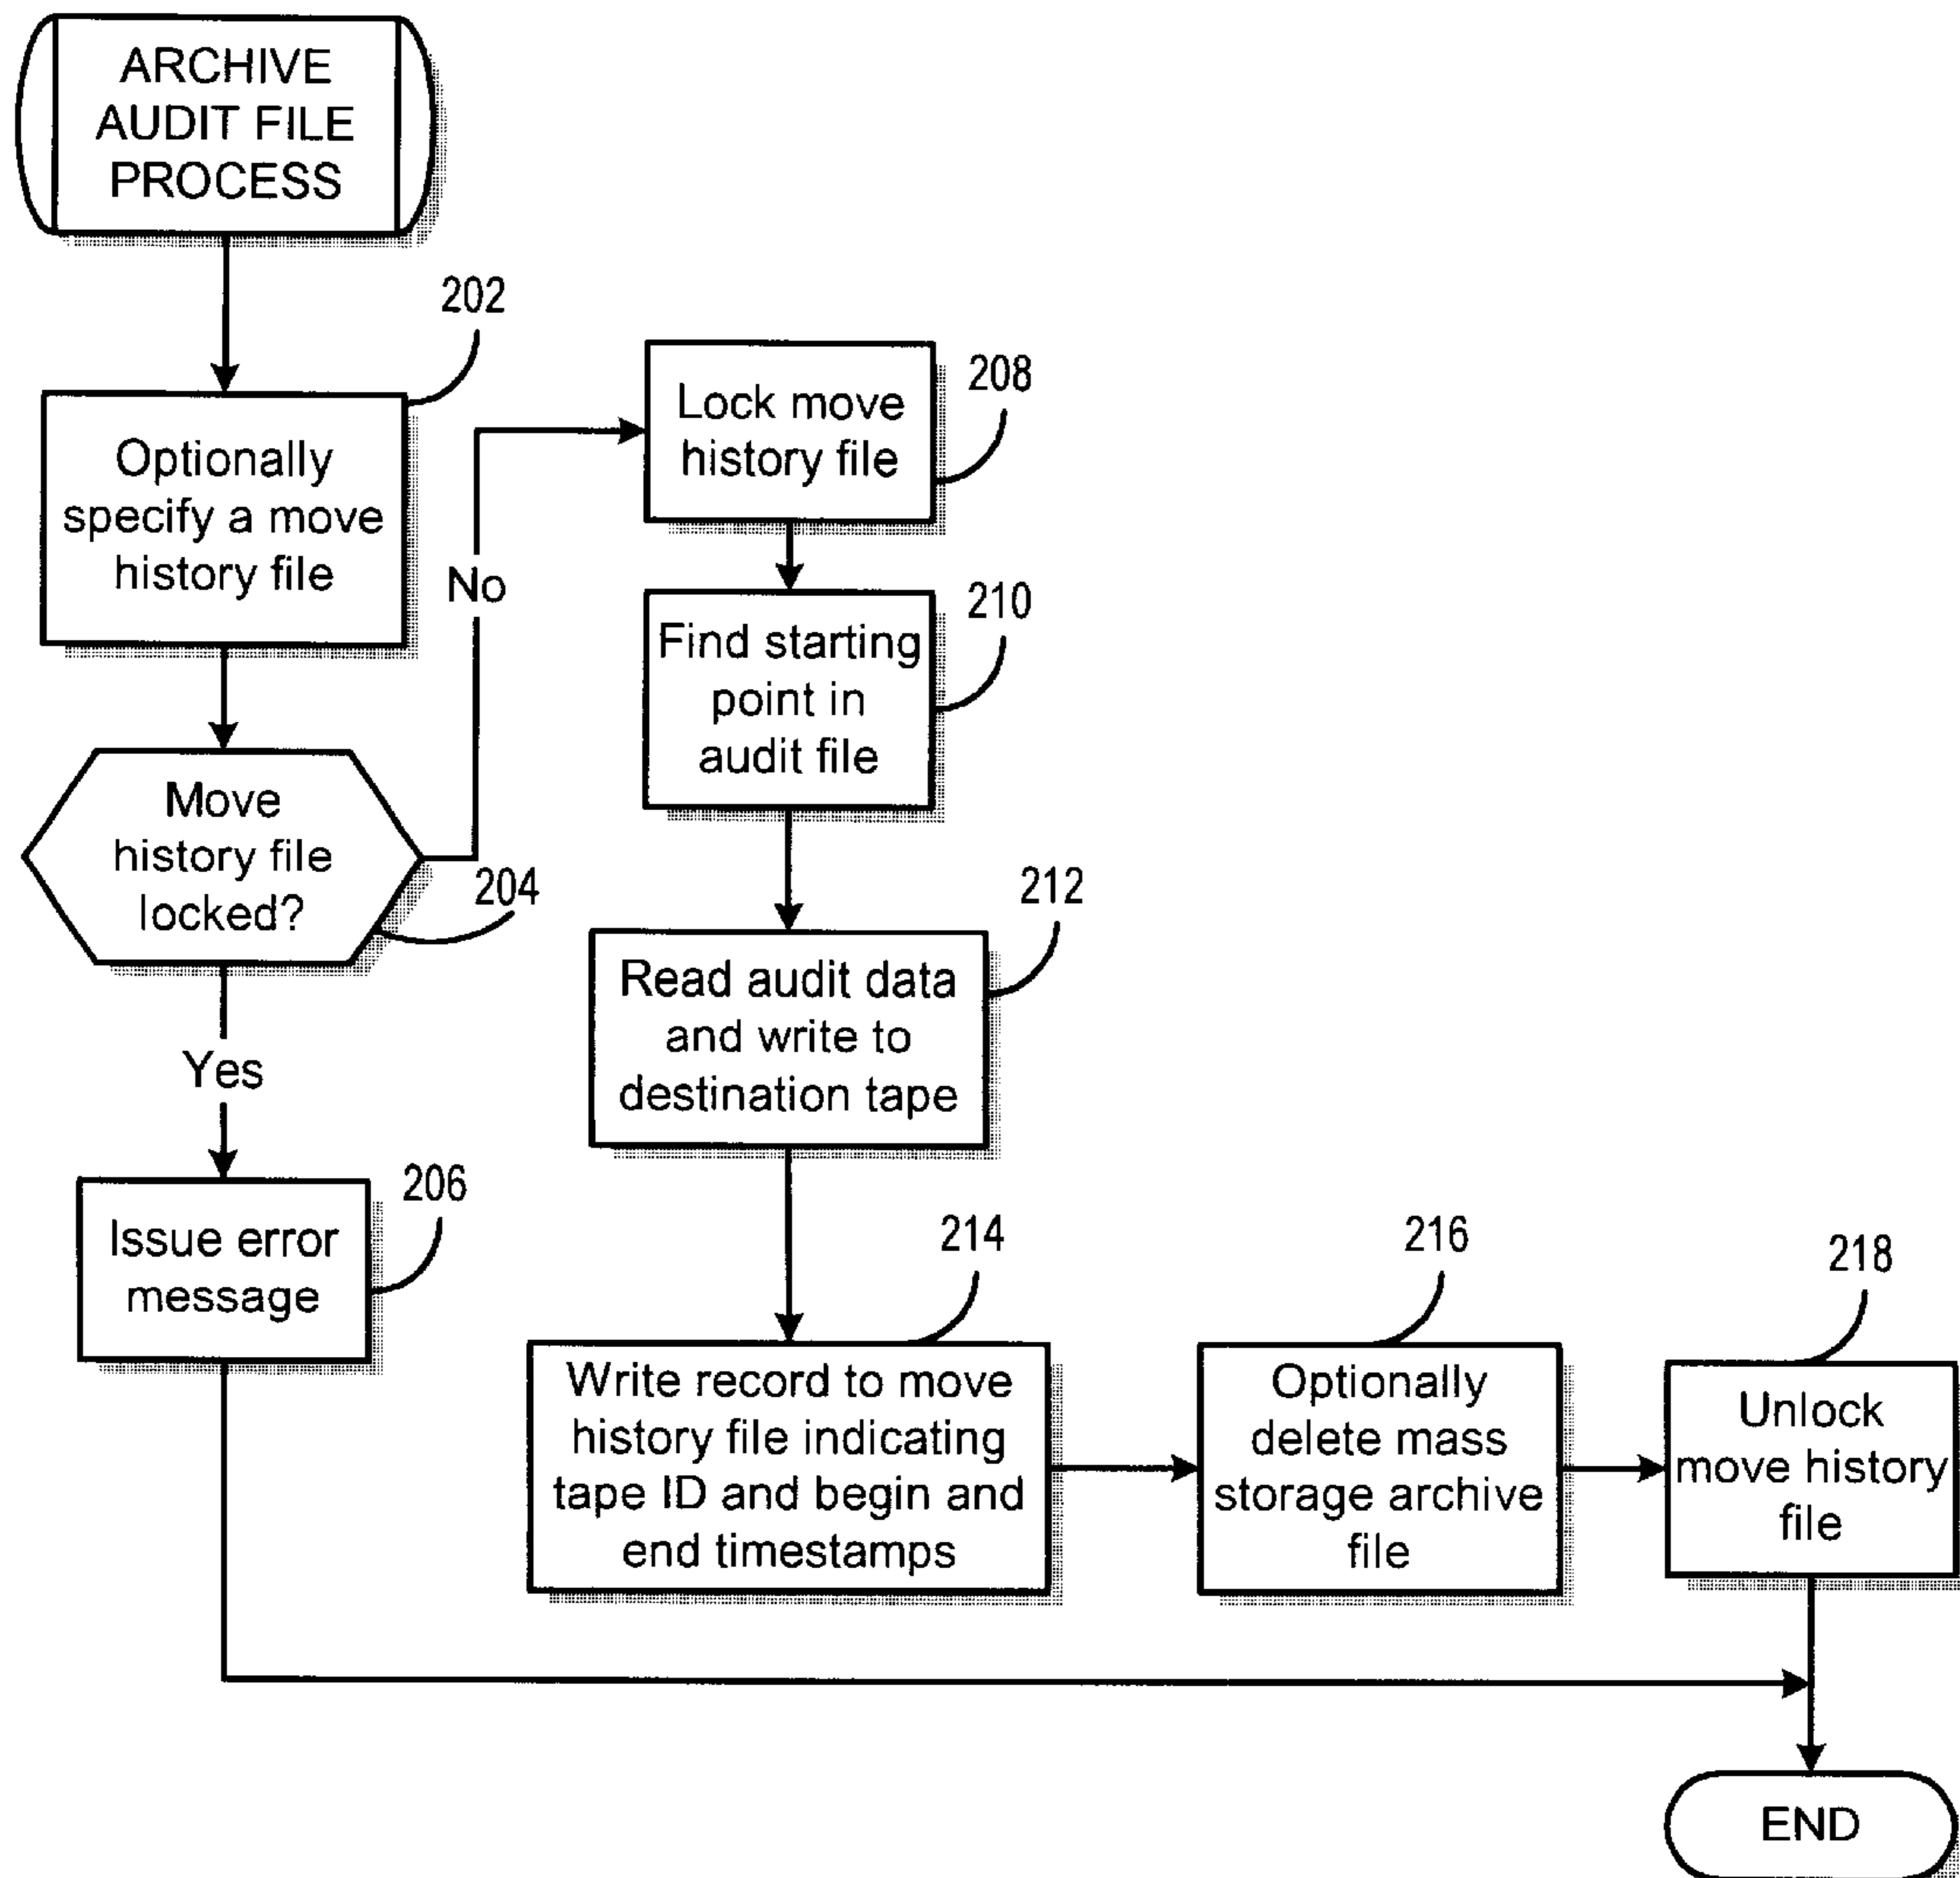 ARCHIVE
AUDIT FILE
PROCESS
202
Optionally
specify a move
history file
Move
history file
locked?
204
No
Yes
206
Issue error
message
208
Lock move
history file
210
Find starting
point in
audit file
212
Read audit data
and write to
destination tape
214
Write record to move
history file indicating
tape ID and begin and
end timestamps
216
Optionally
delete mass
storage archive
file
218
Unlock
move history
file
END